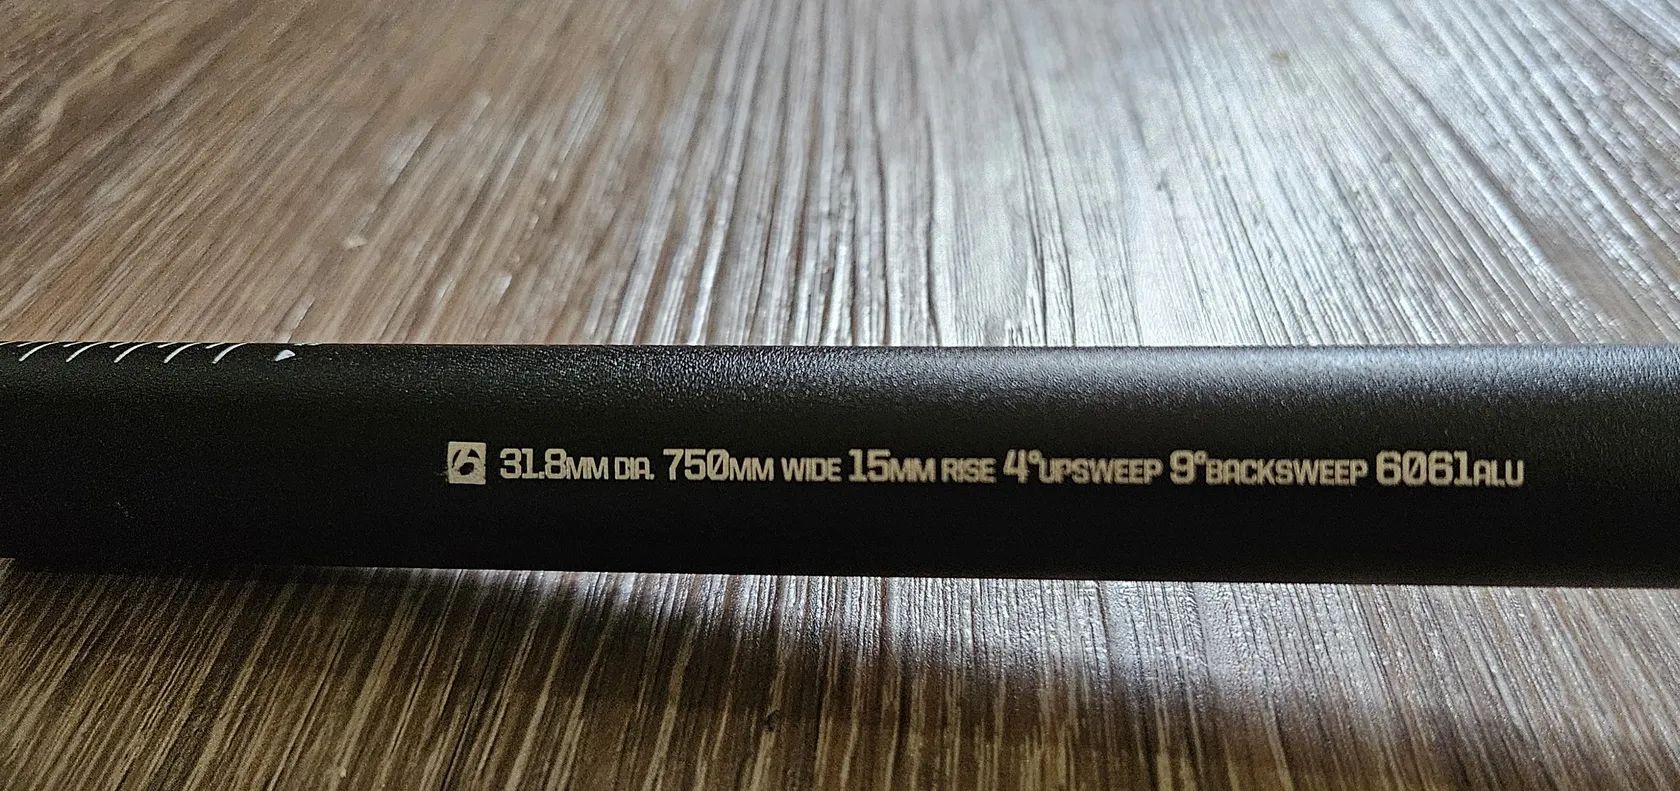 31.8MM DIA. 750MM WIDE 15MM RISE 4°UPSWEEP 9°BACKSWEEP 6061ALU